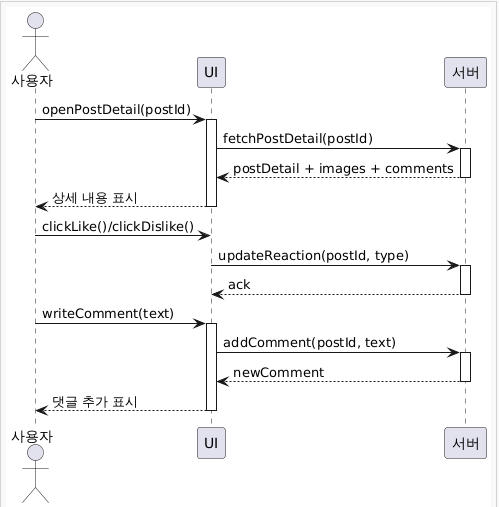 사용자
UI
서버
openPostDetail(postId)
fetchPostDetail(postId)
postDetail + images + comments
상세 내용 표시
clickLike()/clickDislike()
updateReaction(postId, type)
ack
writeComment(text)
addComment(postId, text)
newComment
댓글 추가 표시
사용자
UI
서버